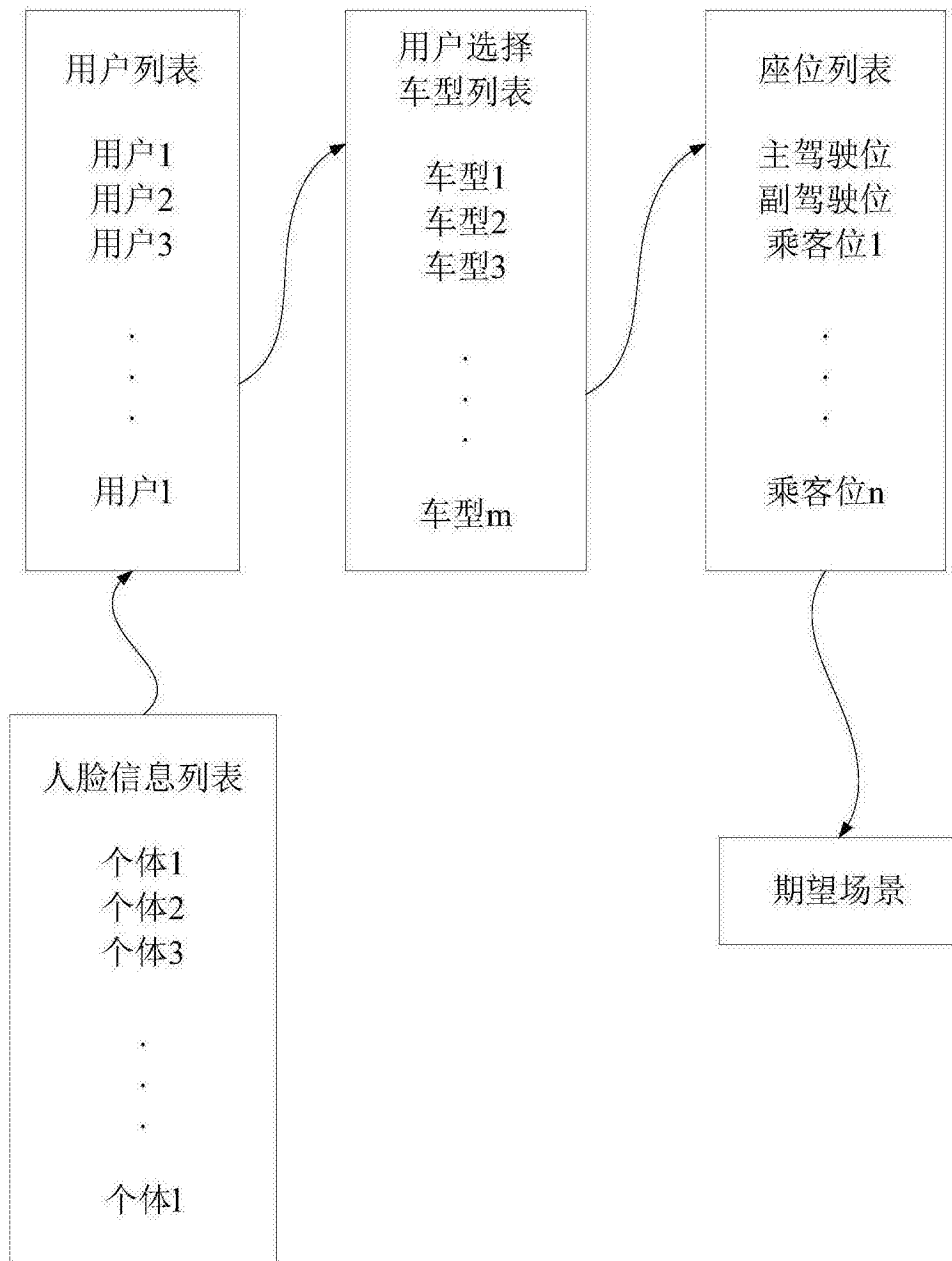 用户列表
用户1
用户2
用户3
.
.
.
用户l
用户选择
车型列表
车型1
车型2
车型3
.
.
.
车型m
座位列表
主驾驶位
副驾驶位
乘客位1
.
.
.
乘客位n
人脸信息列表
个体1
个体2
个体3
.
.
.
个体l
期望场景